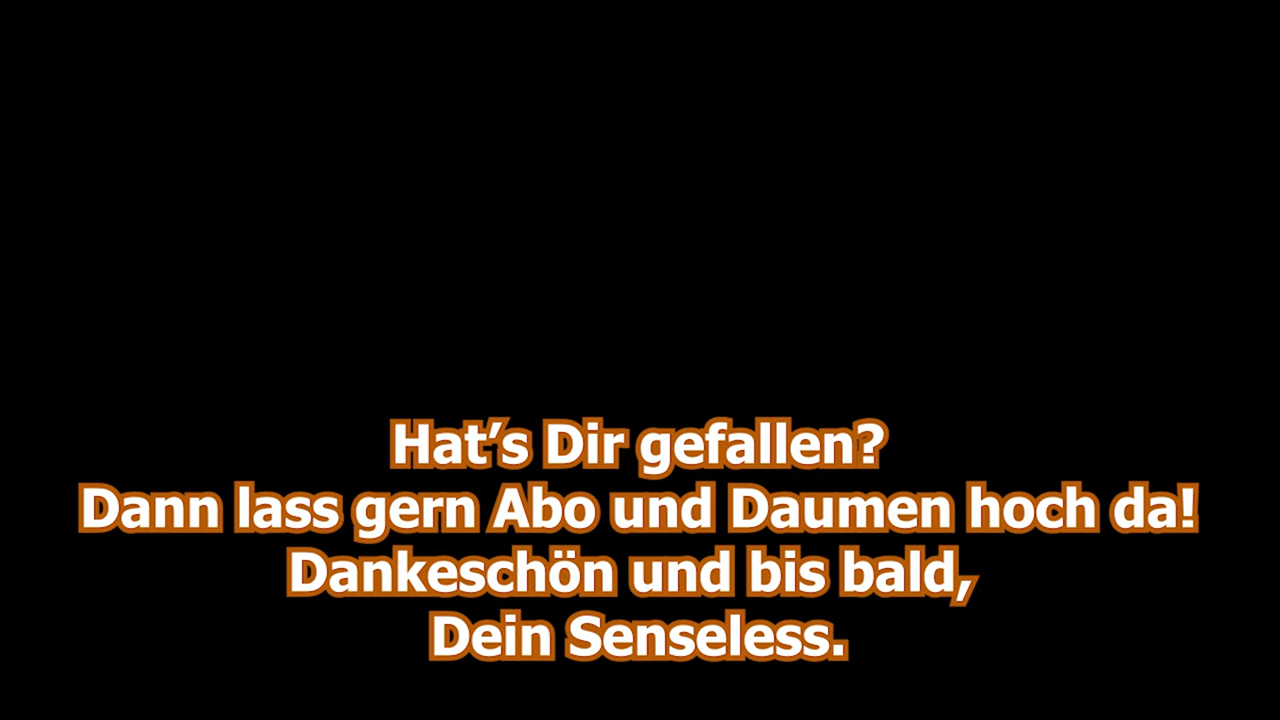 Hat’s Dir gefallen?
Dann lass gern Abo und Daumen hoch da!
Dankeschön und bis bald,
Dein Senseless.